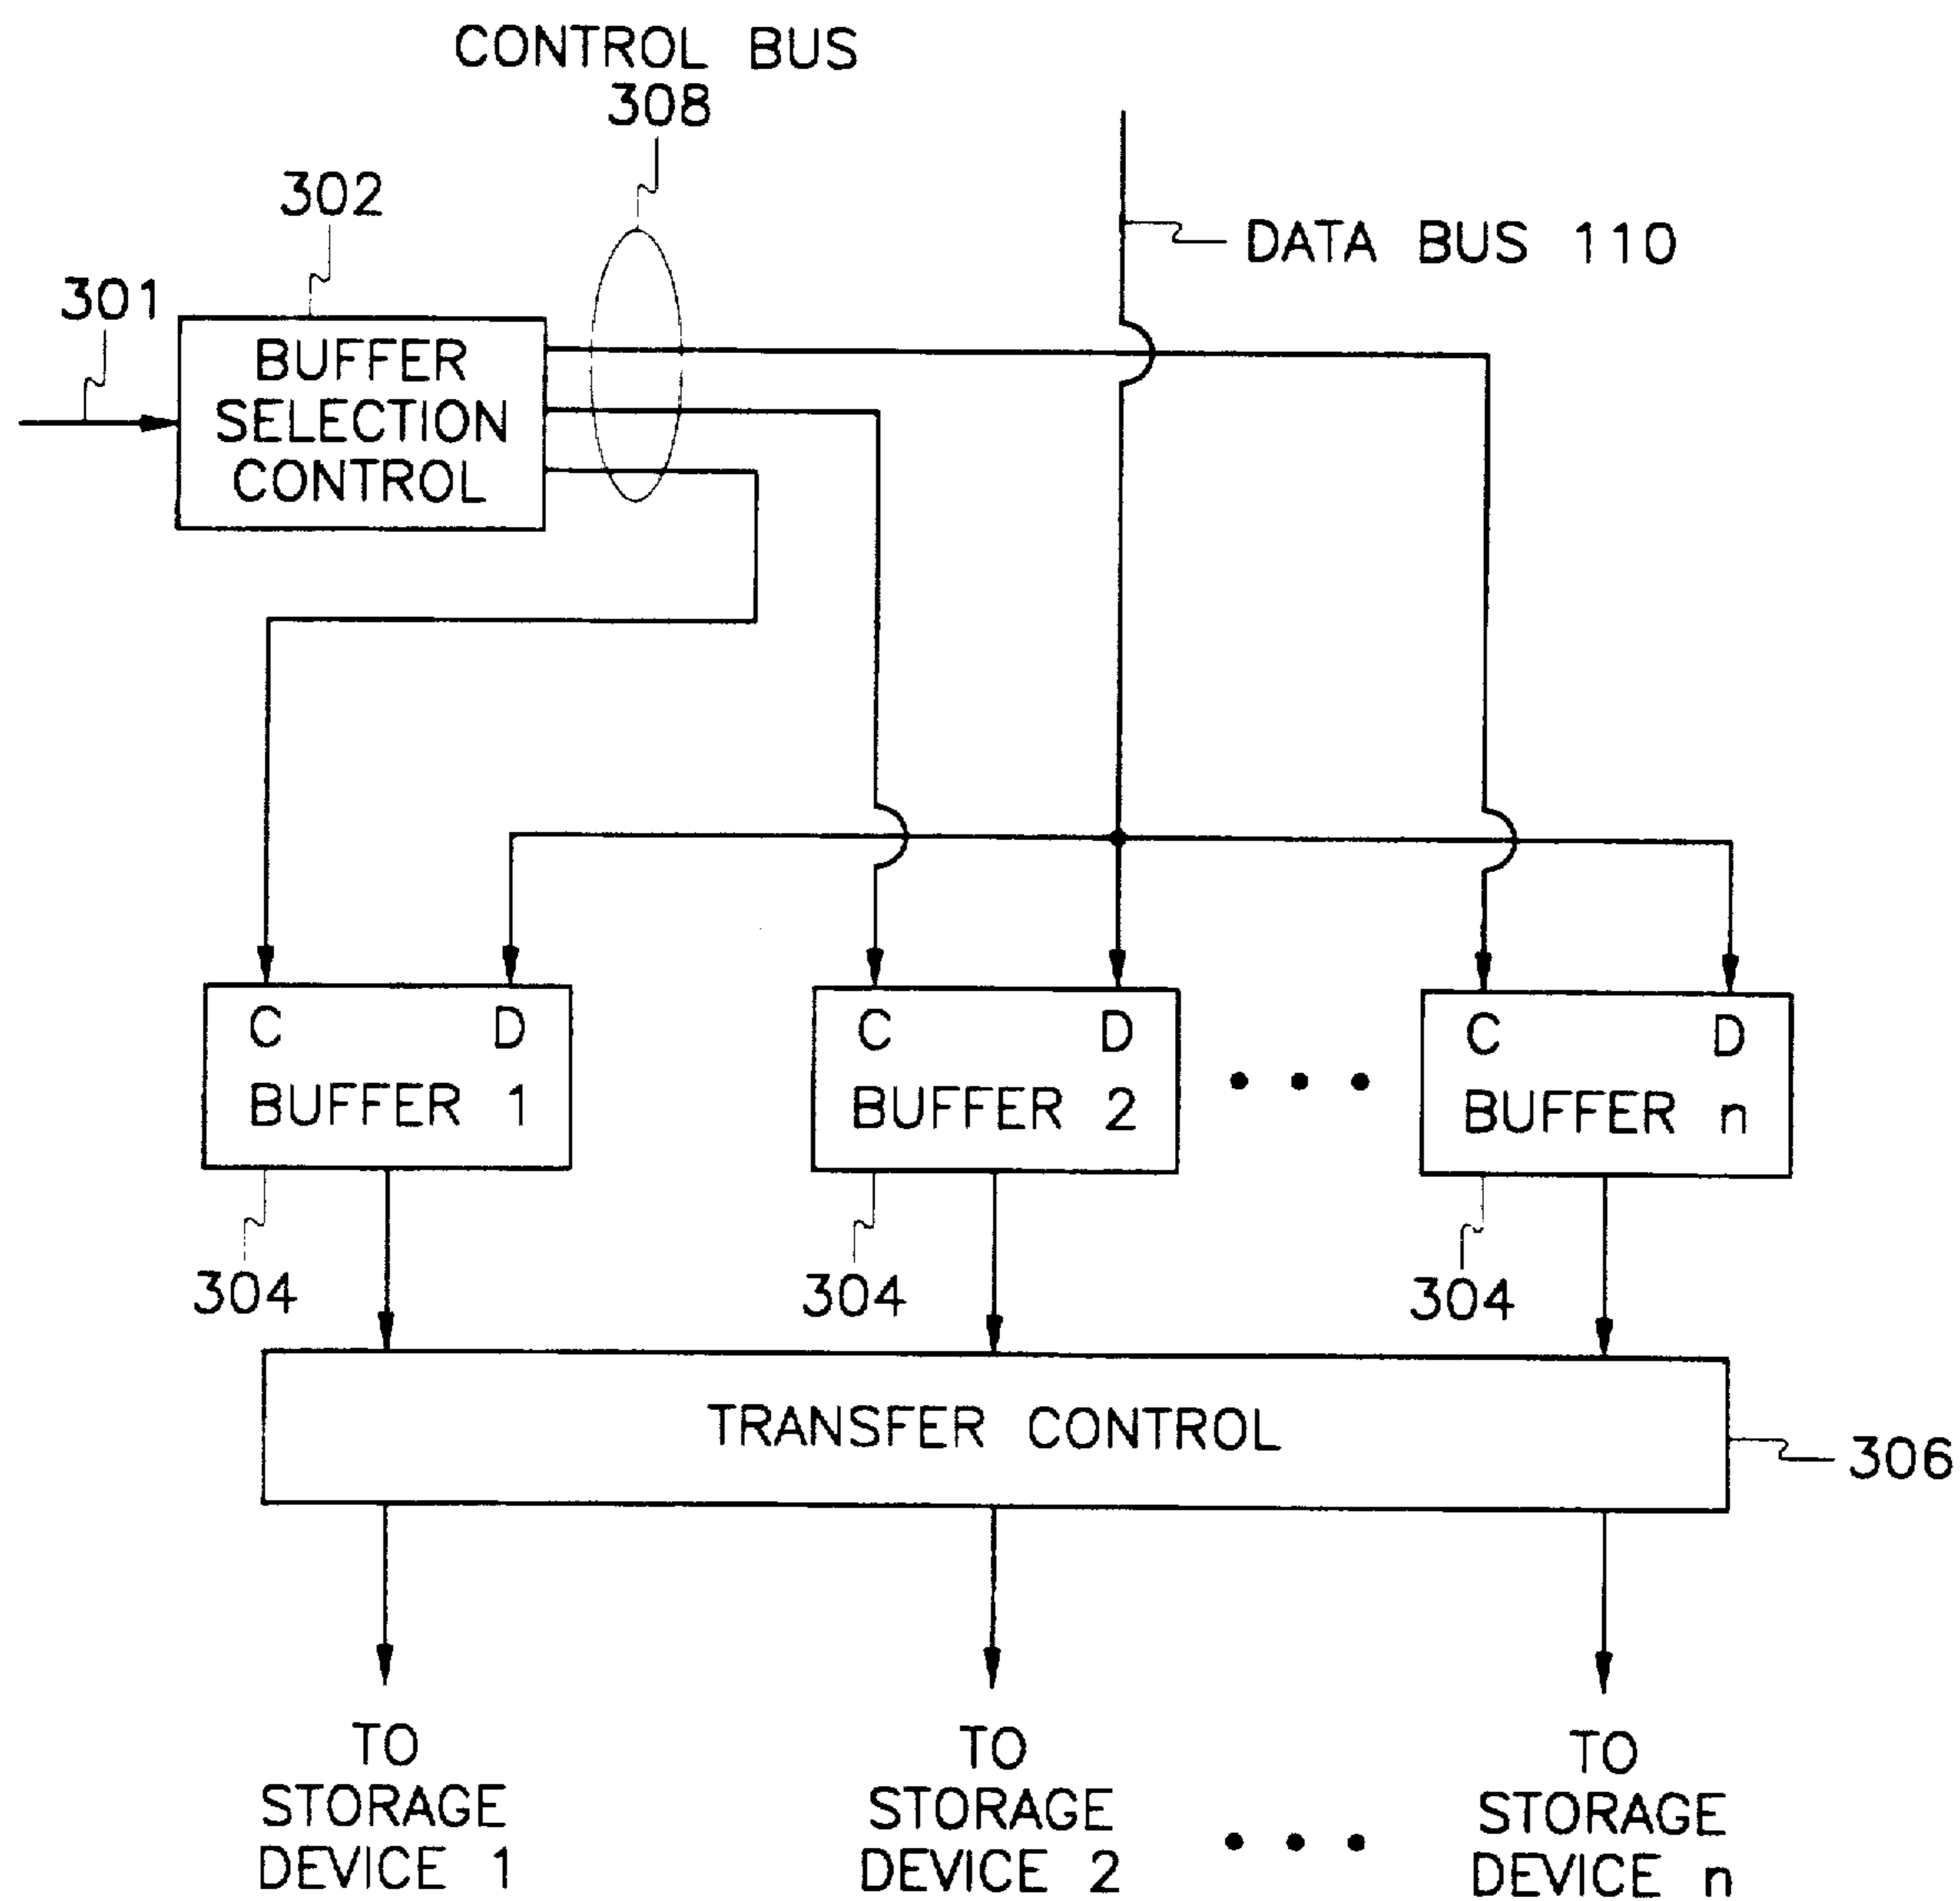 CONTROL BUS
308
302
DATA BUS 110
301
BUFFER
SELECTION
CONTROL
C D
BUFFER 1
C D
BUFFER 2
C D
BUFFER n
304
304
304
TRANSFER CONTROL
306
TO
STORAGE
DEVICE 1
TO
STORAGE
DEVICE 2
TO
STORAGE
DEVICE n